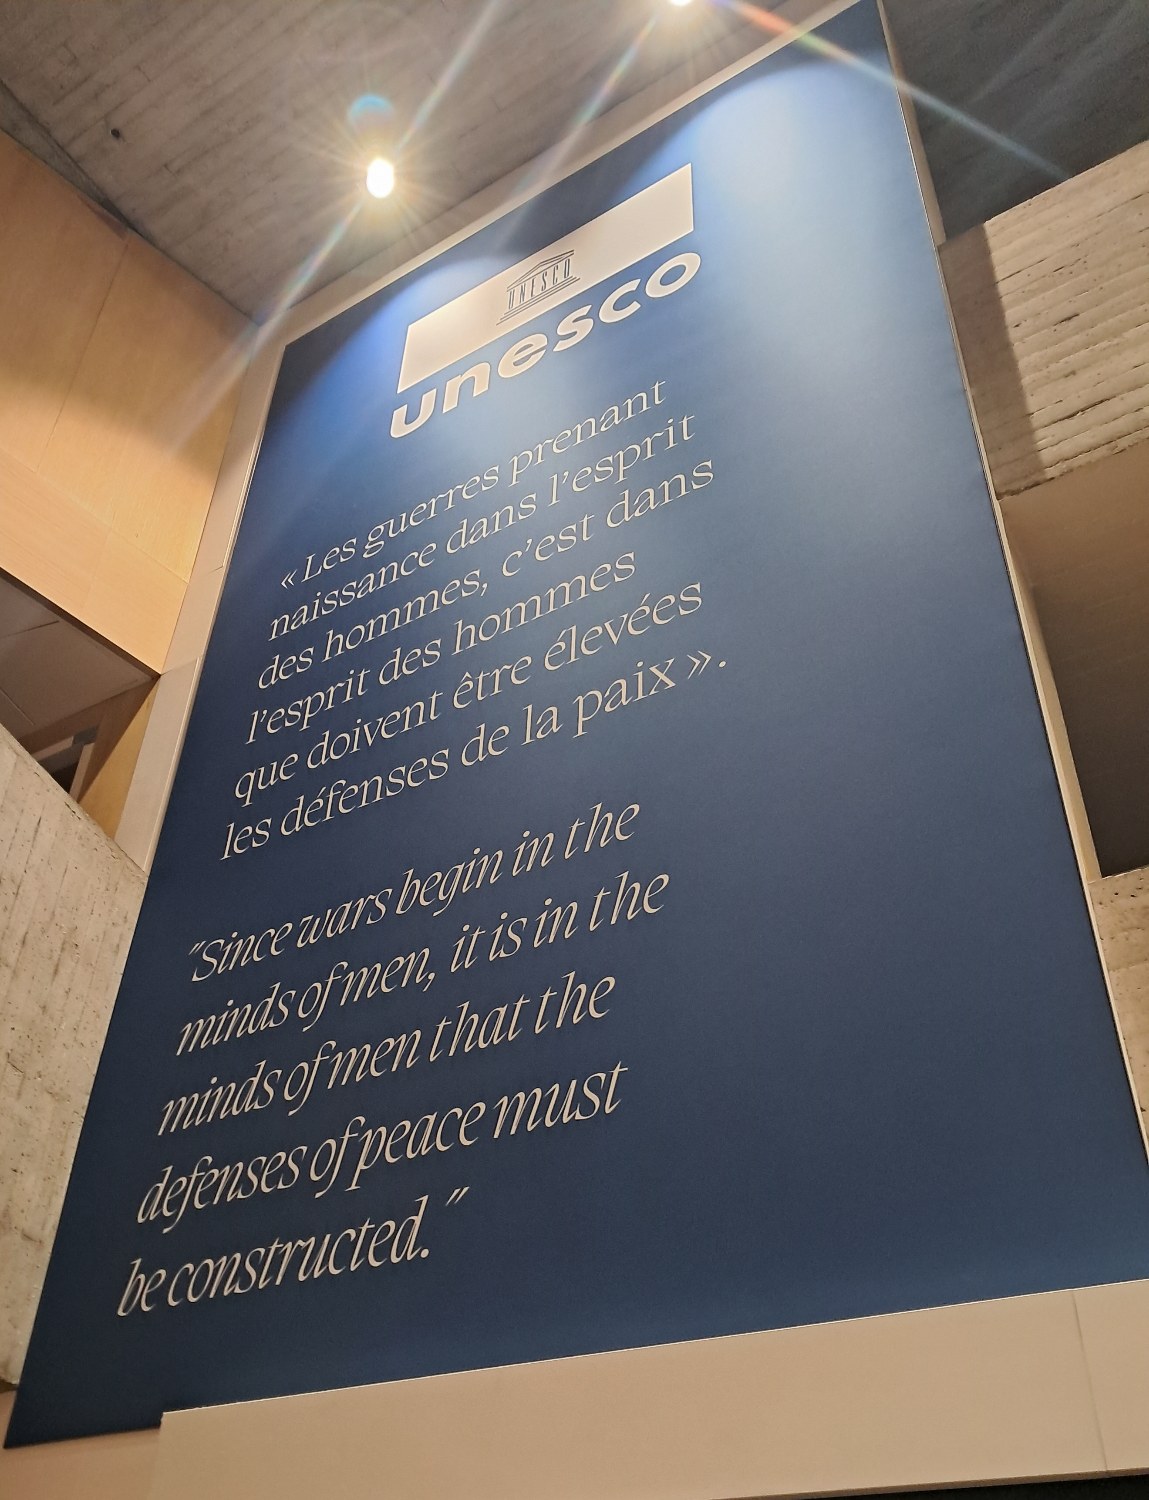 UNESCO
unesco
« Les guerres prenant
naissance dans l’esprit
des hommes, c’est dans
l’esprit des hommes
que doivent être élevées
les défenses de la paix ».
"Since wars begin in the
minds of men, it is in the
minds of men that the
defenses of peace must
be constructed."